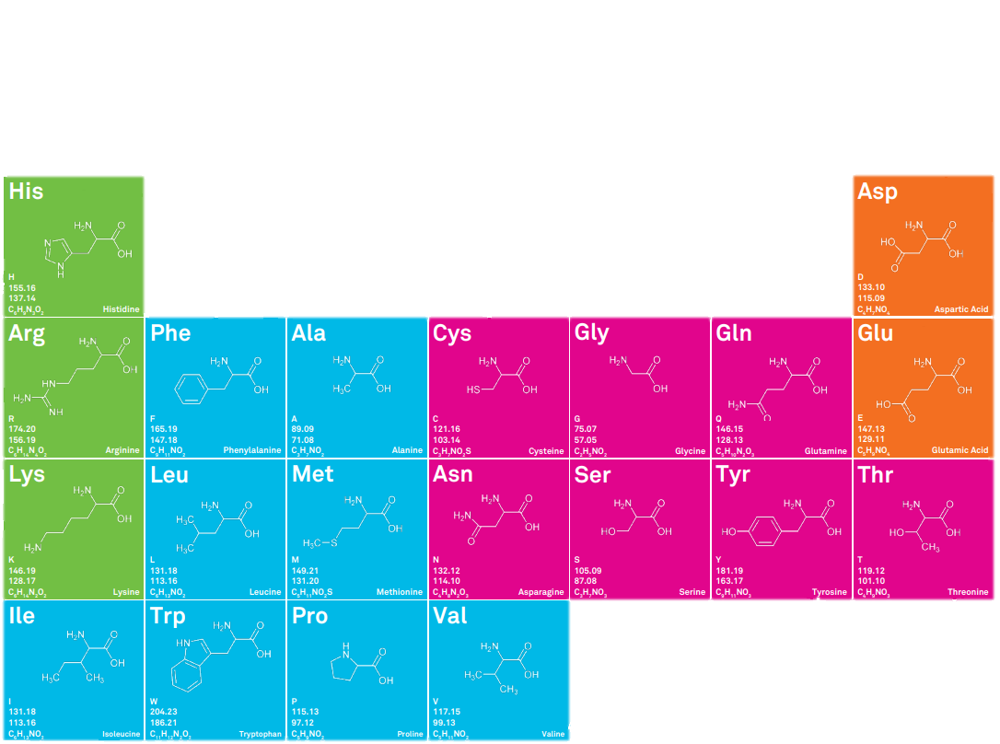 His
H₂N O
N OH
N
H
H
155.16
137.14
C₆H₉N₃O₂ Histidine
Asp
H₂N O
HO OH
O
D
133.10
115.09
C₄H₇NO₄ Aspartic Acid
Arg
H₂N O
OH
HN
H₂N NH
R
174.20
156.19
C₆H₁₄N₄O₂ Arginine
Phe
H₂N O
OH
F
165.19
147.18
C₉H₁₁NO₂ Phenylalanine
Ala
H₂N O
H₃C OH
A
89.09
71.08
C₃H₇NO₂ Alanine
Cys
H₂N O
HS OH
C
121.16
103.14
C₃H₇NO₂S Cysteine
Gly
H₂N O
OH
G
75.07
57.05
C₂H₅NO₂ Glycine
Gln
H₂N O
OH
H₂N
O
Q
146.15
128.13
C₅H₁₀N₂O₃ Glutamine
Glu
H₂N O
OH
HO
O
E
147.13
129.11
C₅H₉NO₄ Glutamic Acid
Lys
H₂N O
OH
H₂N
K
146.19
128.17
C₆H₁₄N₂O₂ Lysine
Leu
H₂N O
H₃C OH
H₃C
L
131.18
113.16
C₆H₁₃NO₂ Leucine
Met
H₂N O
OH
H₃C S
M
149.21
131.20
C₅H₁₁NO₂S Methionine
Asn
H₂N O
H₂N OH
O
N
132.12
114.10
C₄H₈N₂O₃ Asparagine
Ser
H₂N O
HO OH
S
105.09
87.08
C₃H₇NO₃ Serine
Tyr
H₂N O
HO OH
Y
181.19
163.17
C₉H₁₁NO₃ Tyrosine
Thr
H₂N O
HO OH
CH₃
T
119.12
101.10
C₄H₉NO₃ Threonine
Ile
H₂N O
OH
H₃C CH₃
I
131.18
113.16
C₆H₁₃NO₂ Isoleucine
Trp
H₂N O
HN OH
W
204.23
186.21
C₁₁H₁₂N₂O₂ Tryptophan
Pro
H
N O
OH
P
115.13
97.12
C₅H₉NO₂ Proline
Val
H₂N O
H₃C OH
CH₃
V
117.15
99.13
C₅H₁₁NO₂ Valine